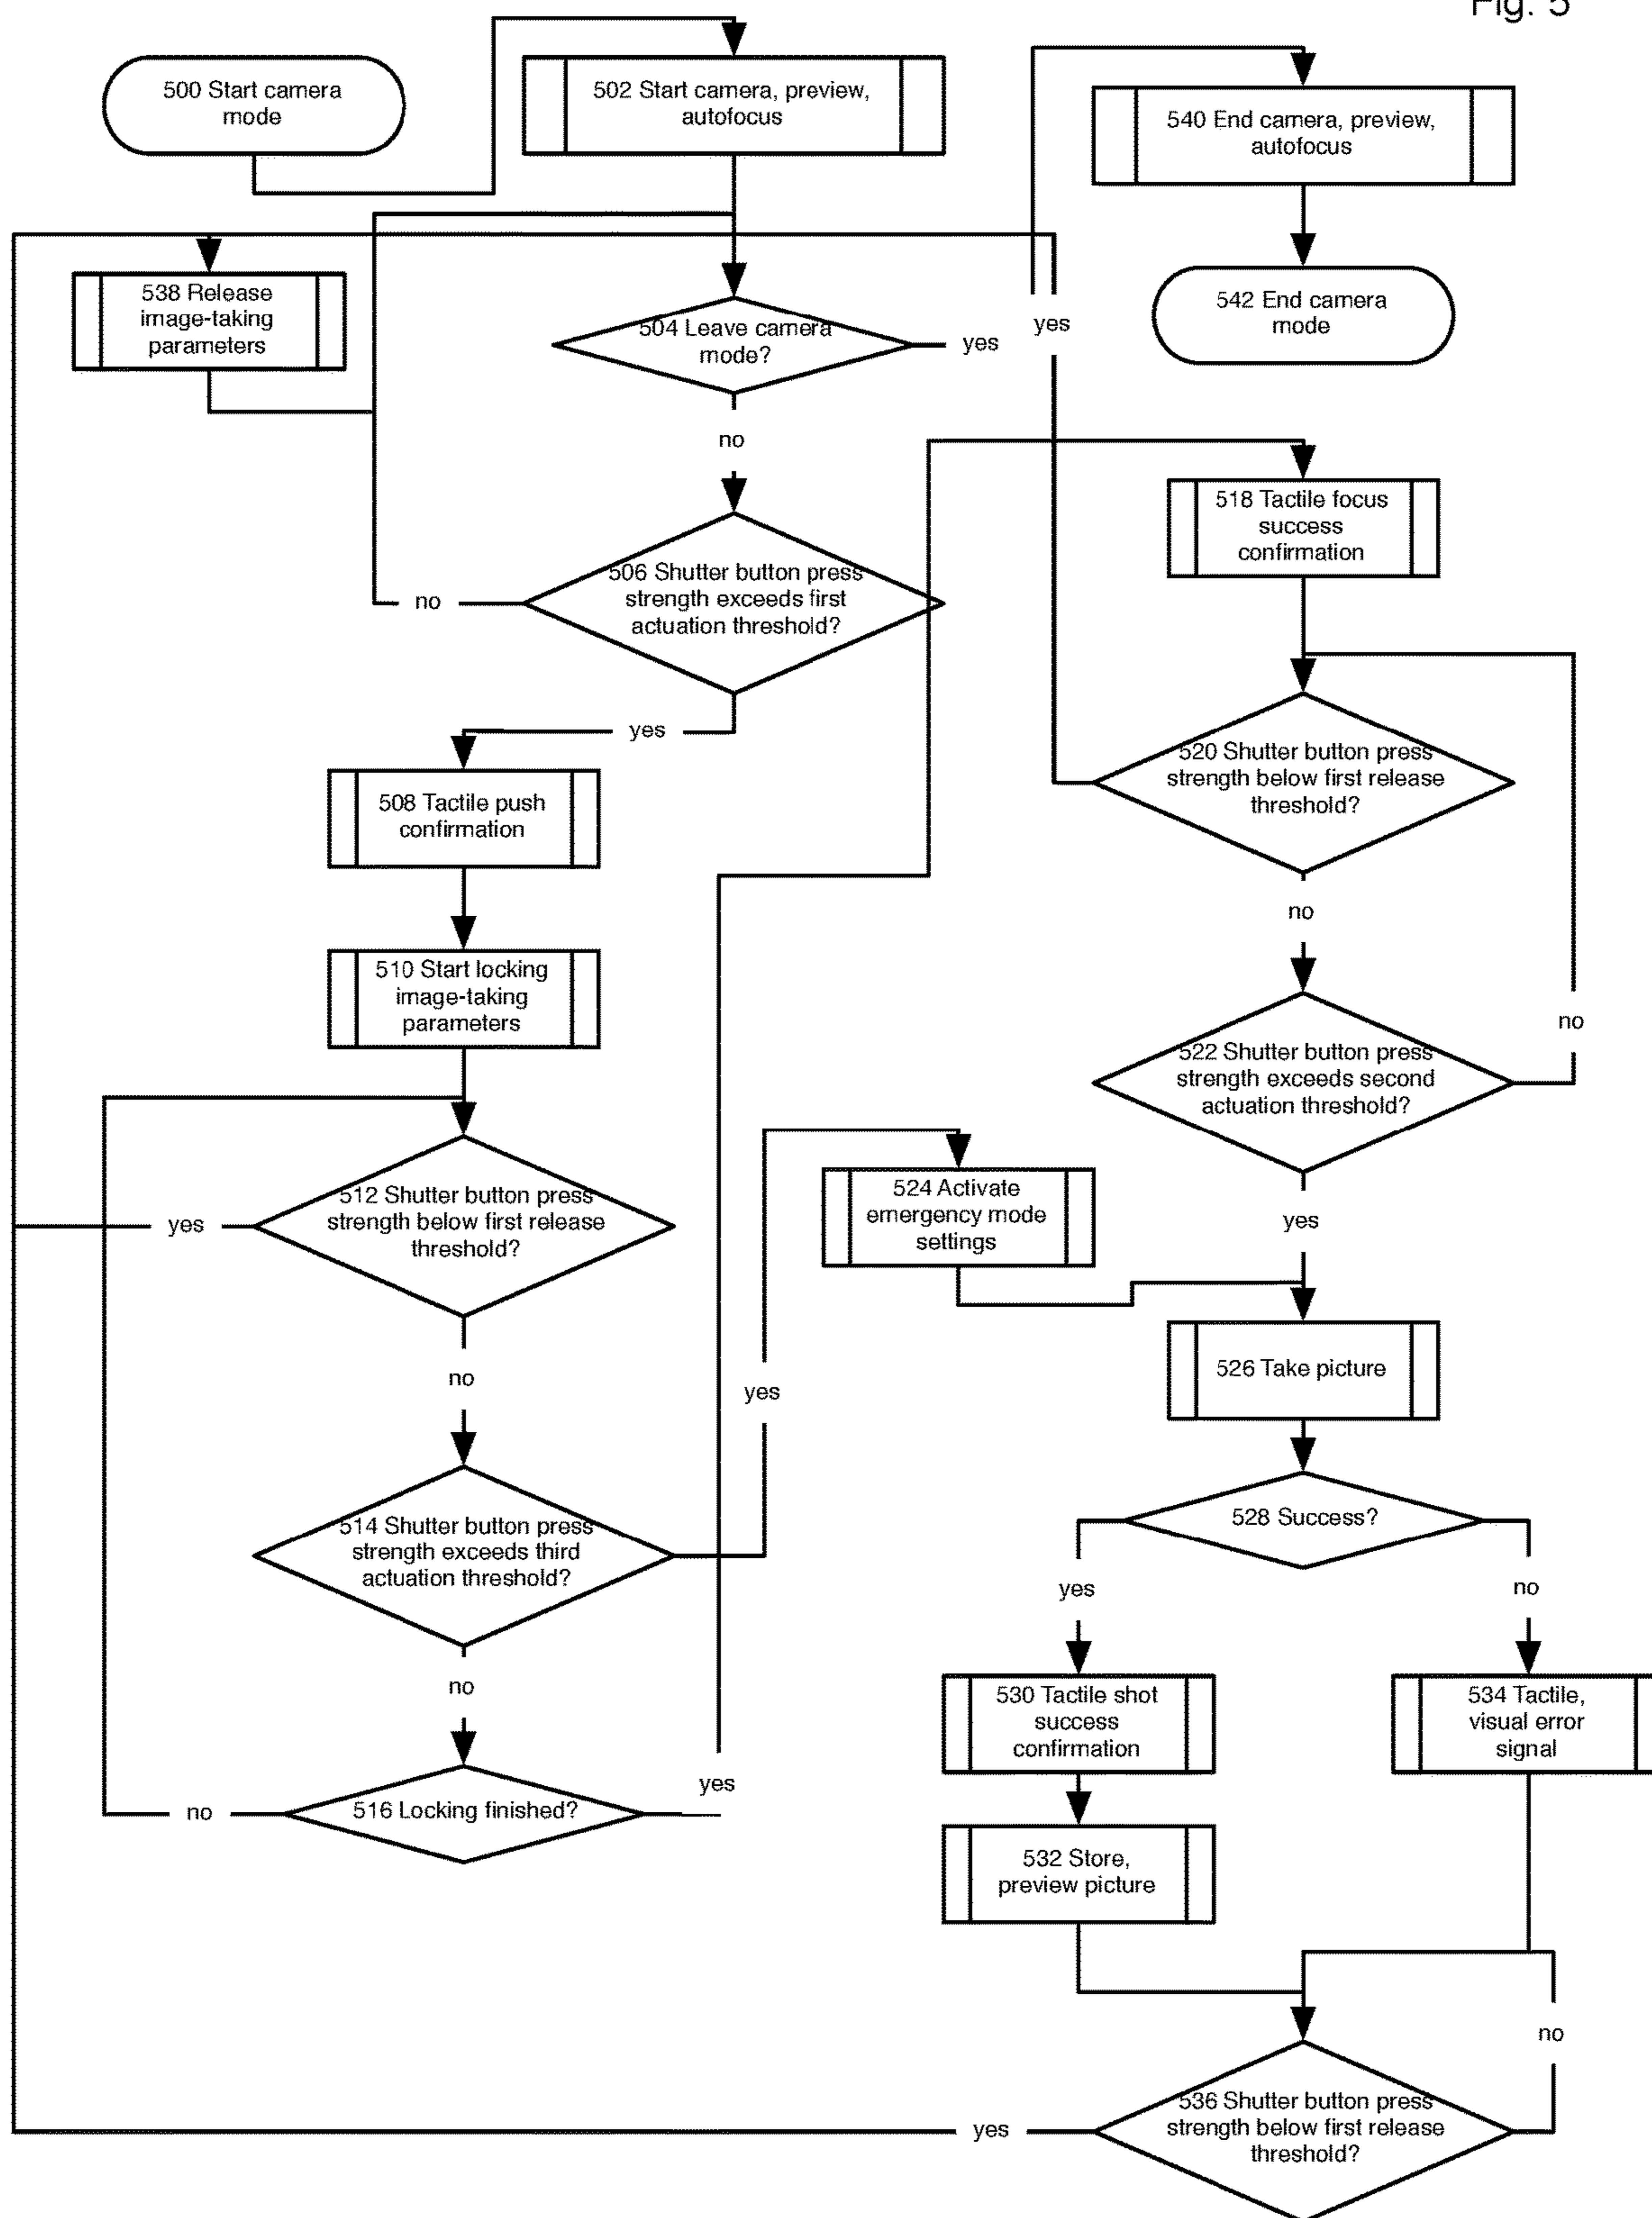 Fig. 5
500 Start camera
mode
502 Start camera, preview,
autofocus
540 End camera, preview,
autofocus
538 Release
image-taking
parameters
504 Leave camera
mode?
yes
yes
542 End camera
mode
no
518 Tactile focus
success
confirmation
506 Shutter button press
strength exceeds first
actuation threshold?
no
yes
520 Shutter button press
strength below first release
threshold?
508 Tactile push
confirmation
no
510 Start locking
image-taking
parameters
522 Shutter button press
strength exceeds second
actuation threshold?
no
512 Shutter button press
strength below first release
threshold?
yes
524 Activate
emergency mode
settings
yes
no
yes
526 Take picture
514 Shutter button press
strength exceeds third
actuation threshold?
528 Success?
yes
no
no
530 Tactile shot
success
confirmation
534 Tactile,
visual error
signal
516 Locking finished?
no
yes
532 Store,
preview picture
no
536 Shutter button press
strength below first release
threshold?
yes